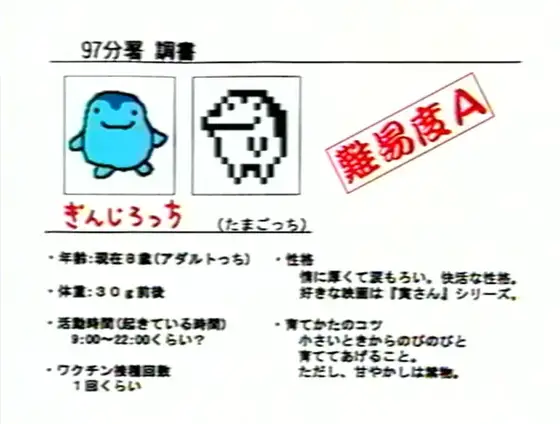 97分署 調書
難易度A
ぎんじろっち
(たまごっち)
・年齢:現在8歳(アダルトっち)
・体重:30g前後
・活動時間(起きている時間)
9:00〜22:00くらい?
・ワクチン接種回数
1回くらい
・性格
情に厚くて涙もろい。快活な性格。
好きな映画は『寅さん』シリーズ。
・育てかたのコツ
小さいときからのびのびと
育ててあげること。
ただし、甘やかしは禁物。